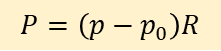 P = (p − p₀)R